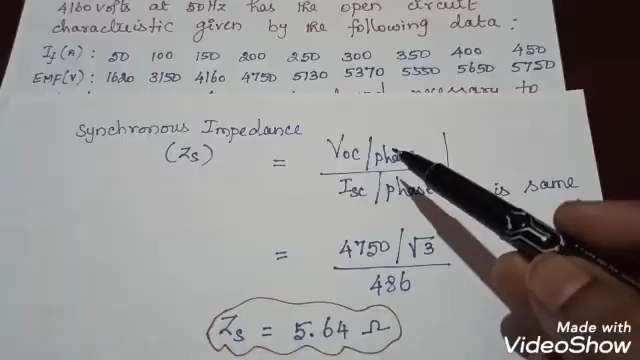 4160 volts at 50Hz has the open circuit
characteristic given by the following data:
If(A): 50 100 150 200 250 300 350 400 450
EMF(V): 1620 3150 4160 4750 5130 5370 5550 5650 5750
necessary to
Synchronous Impedance
(Zs) = Voc/phase
Isc/phase is same
= 4750/√3
486
Zs = 5.64 Ω
Made with
VideoShow